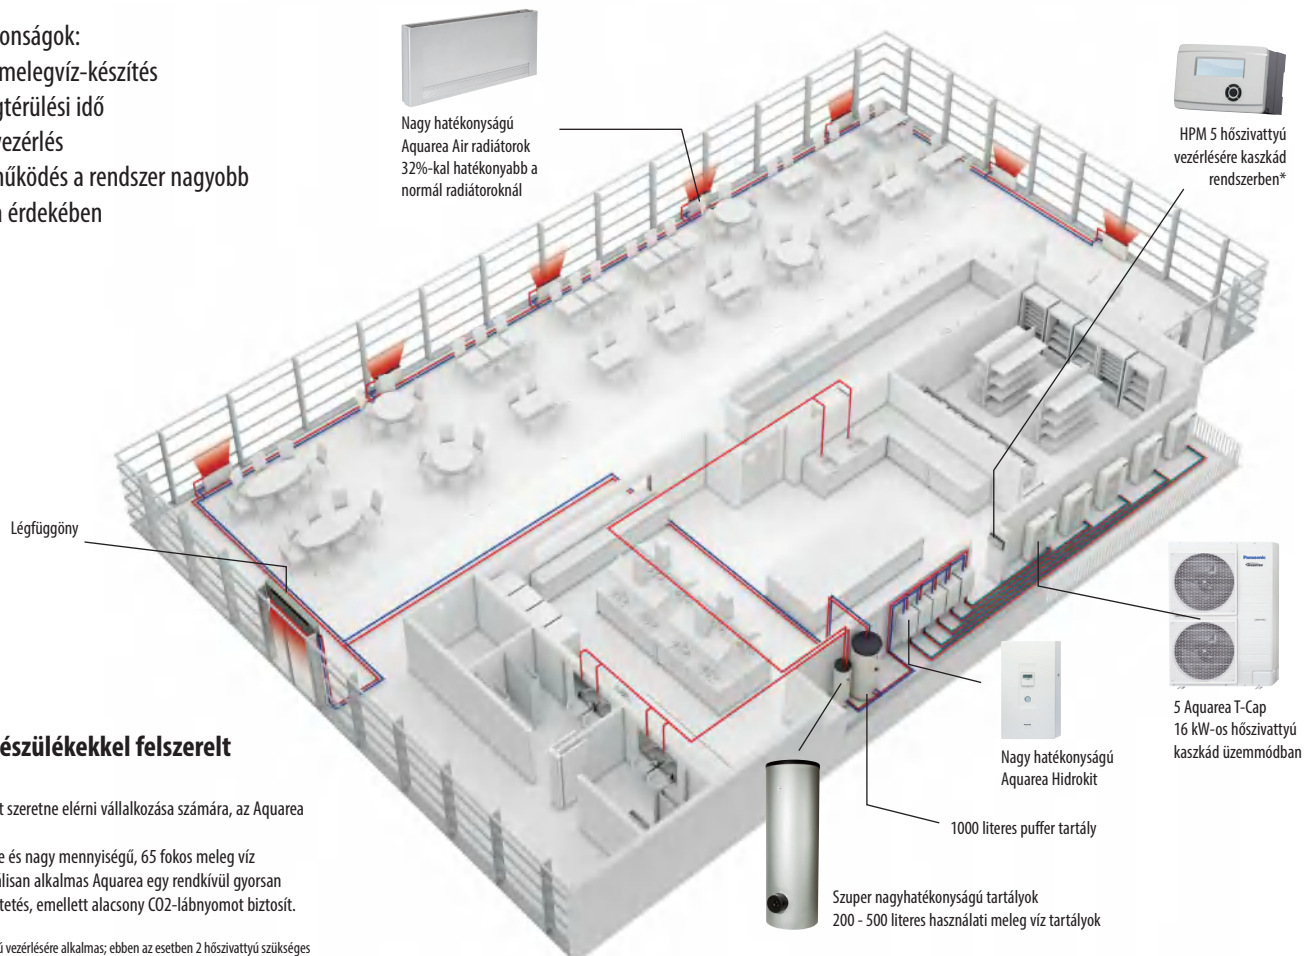 onságok:
melegvíz-készítés
gtérülési idő
vezérlés
működés a rendszer nagyobb
érdekében
Nagy hatékonyságú
Aquarea Air radiátorok
32%-kal hatékonyabb a
normál radiátoroknál
HPM 5 hőszivattyú
vezérlésére kaszkád
rendszerben*
Légfüggöny
Panasonic
5 Aquarea T-Cap
16 kW-os hőszivattyú
kaszkád üzemmódban
Nagy hatékonyságú
Aquarea Hidrokit
1000 literes puffer tartály
Szuper nagyhatékonyságú tartályok
200 - 500 literes használati meleg víz tartályok
észülékekkel felszerelt
t szeretne elérni vállalkozása számára, az Aquarea
e és nagy mennyiségű, 65 fokos meleg víz
álisan alkalmas Aquarea egy rendkívül gyorsan
tetés, emellett alacsony CO2-lábnyomot biztosít.
ú vezérlésére alkalmas; ebben az esetben 2 hőszivattyú szükséges